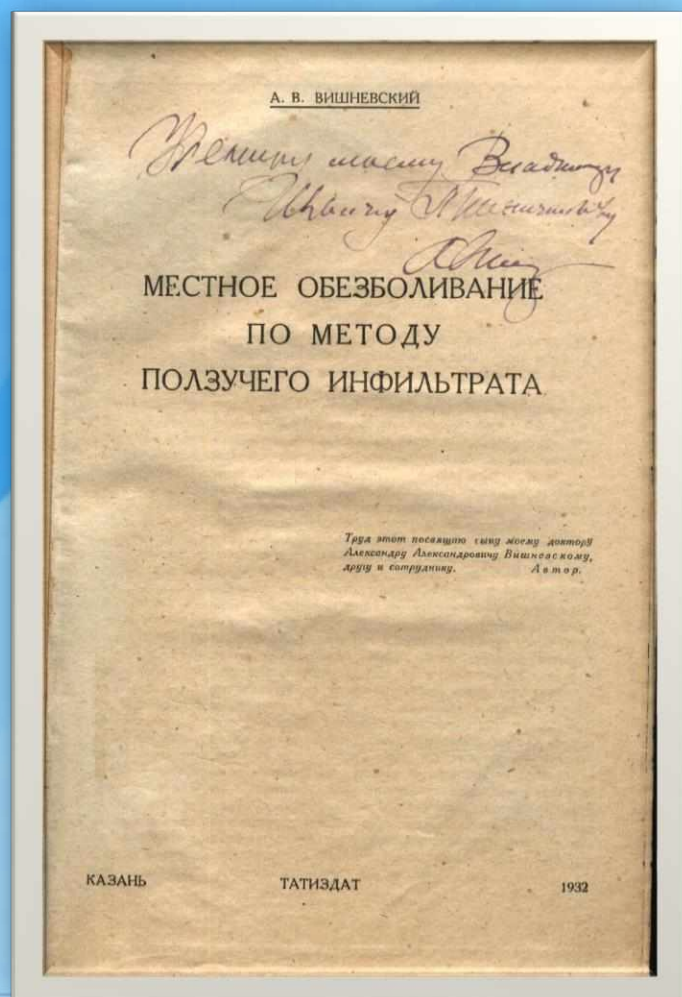 А. В. ВИШНЕВСКИЙ
Ученику моему Владимиру
МЕСТНОЕ ОБЕЗБОЛИВАНИЕ
ПО МЕТОДУ
ПОЛЗУЧЕГО ИНФИЛЬТРАТА
Труд этот посвящаю сыну моему доктору
Александру Александровичу Вишневскому,
другу и сотруднику. Автор.
КАЗАНЬ ТАТИЗДАТ 1932